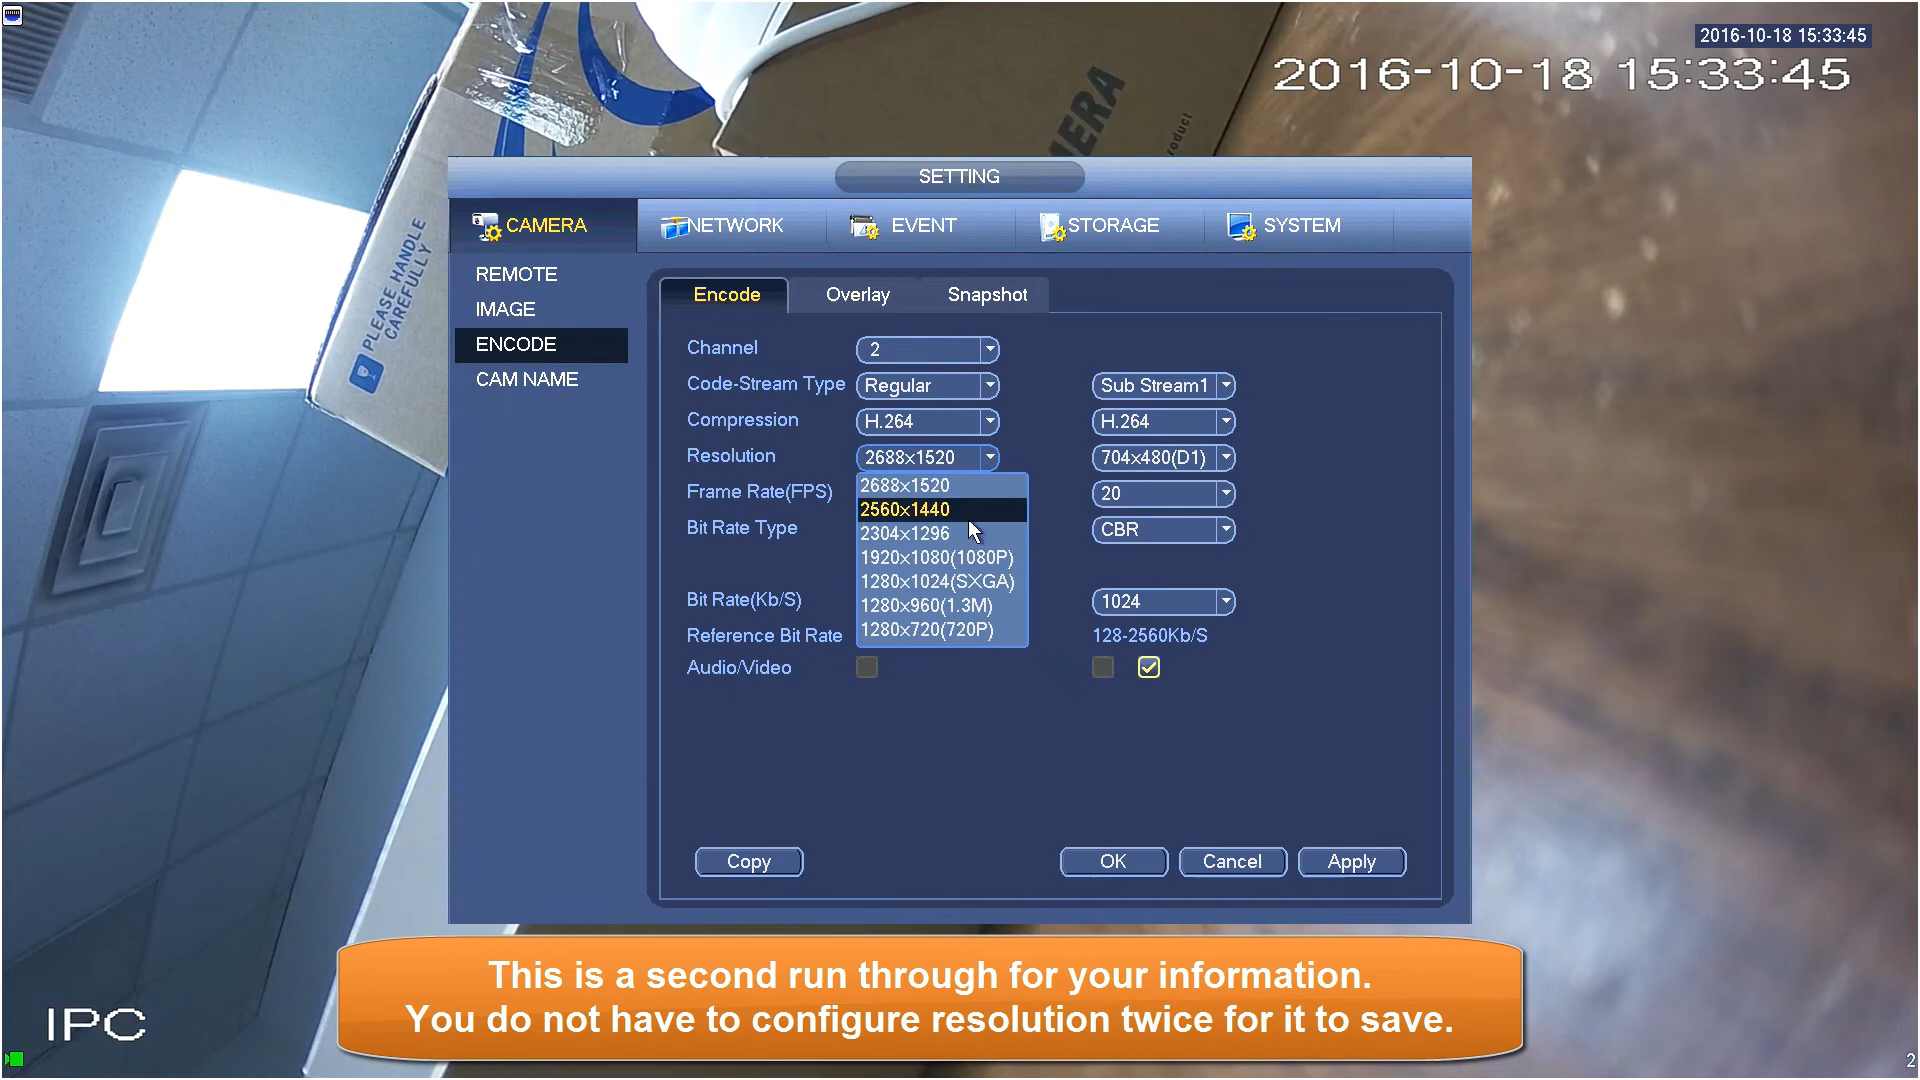 2016-10-18 15:33:45
2016-10-18 15:33:45
ERA
product
PLEASE HANDLE
CAREFULLY
SETTING
CAMERA NETWORK EVENT STORAGE SYSTEM
REMOTE
IMAGE
ENCODE
CAM NAME
Encode Overlay Snapshot
Channel 2
Code-Stream Type Regular Sub Stream1
Compression H.264 H.264
Resolution 2688x1520 704x480(D1)
Frame Rate(FPS) 20
Bit Rate Type CBR
2688x1520
2560x1440
2304x1296
1920x1080(1080P)
1280x1024(SXGA)
1280x960(1.3M)
1280x720(720P)
Bit Rate(Kb/S) 1024
Reference Bit Rate 128-2560Kb/S
Audio/Video
Copy OK Cancel Apply
This is a second run through for your information.
You do not have to configure resolution twice for it to save.
IPC
2